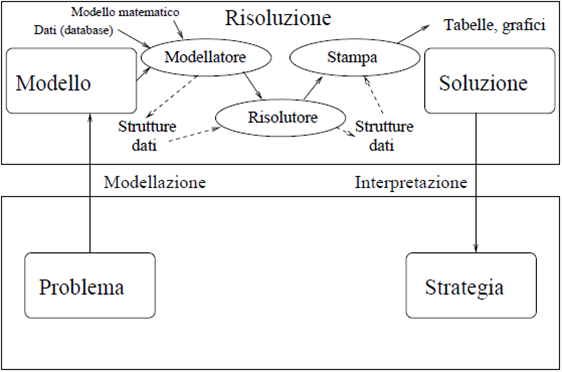 Modello matematico
Risoluzione
Dati (database)
Tabelle, grafici
Modello
Modellatore
Stampa
Soluzione
Risolutore
Strutture
dati
Strutture
dati
Modellazione
Interpretazione
Problema
Strategia